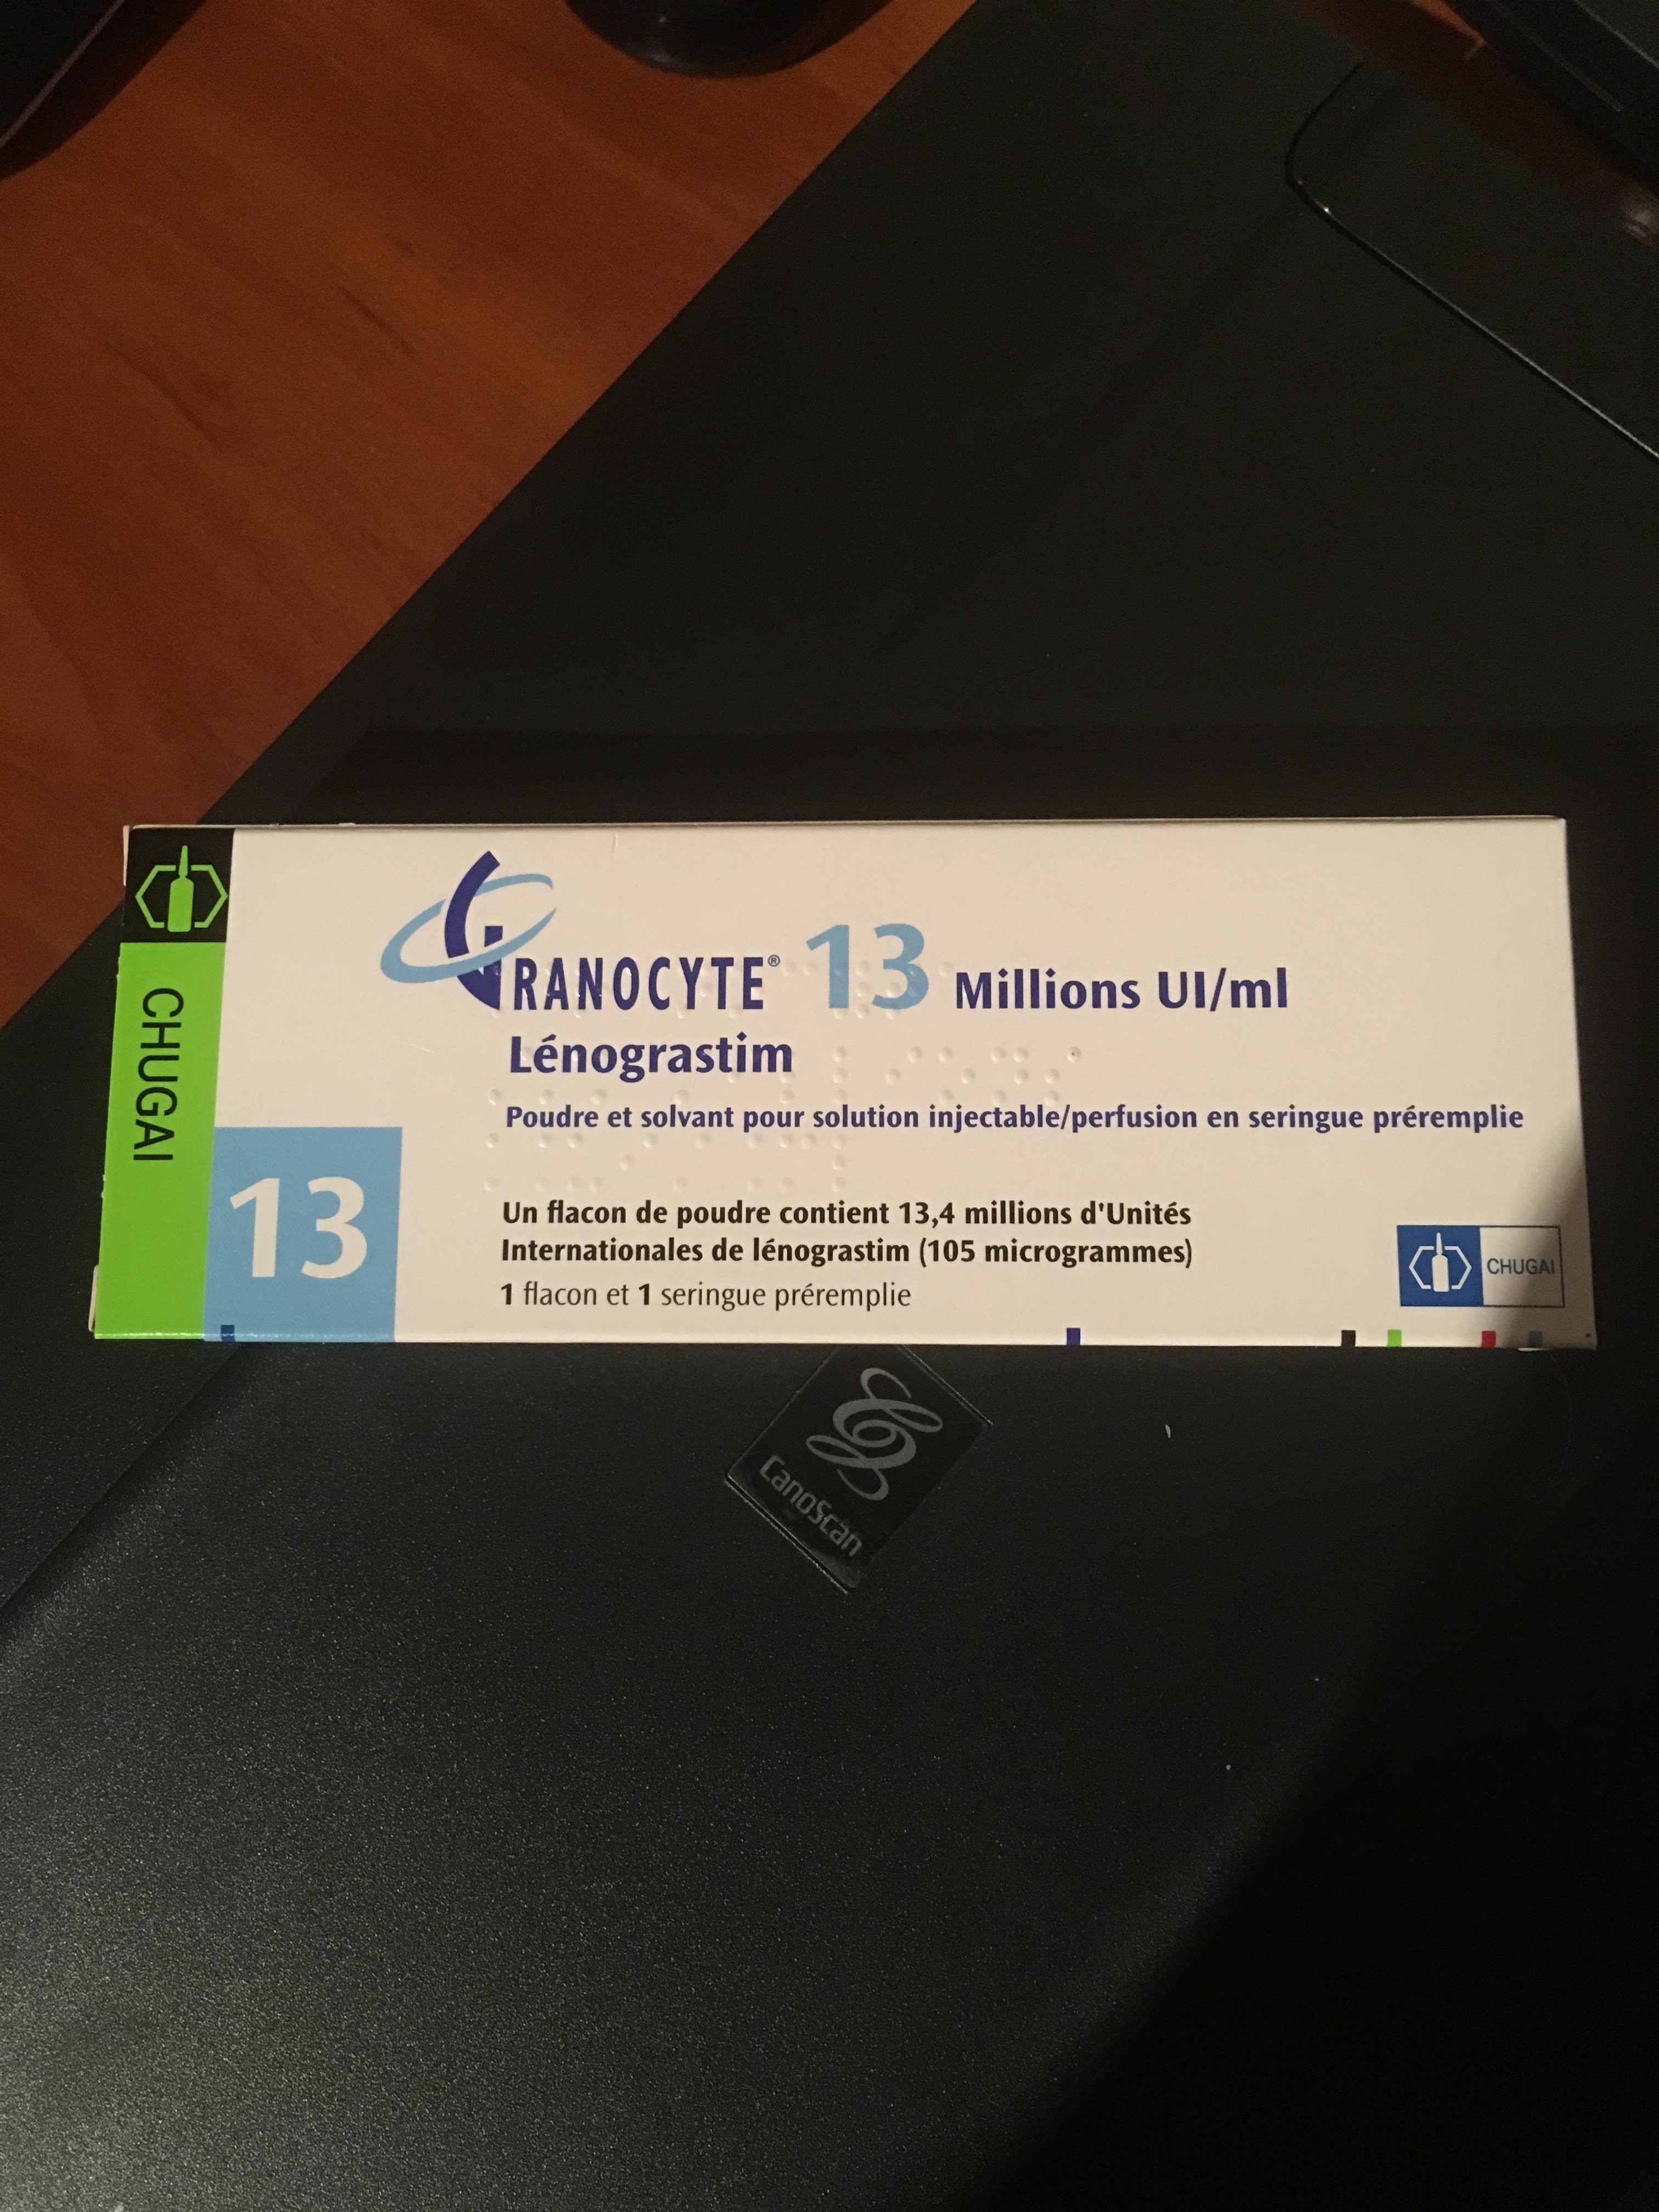 CHUGAI
GRANOCYTE® 13 Millions UI/ml
Lénograstim
Poudre et solvant pour solution injectable/perfusion en seringue préremplie
13
Un flacon de poudre contient 13,4 millions d'Unités
Internationales de lénograstim (105 microgrammes)
1 flacon et 1 seringue préremplie
CHUGAI
CanoScan